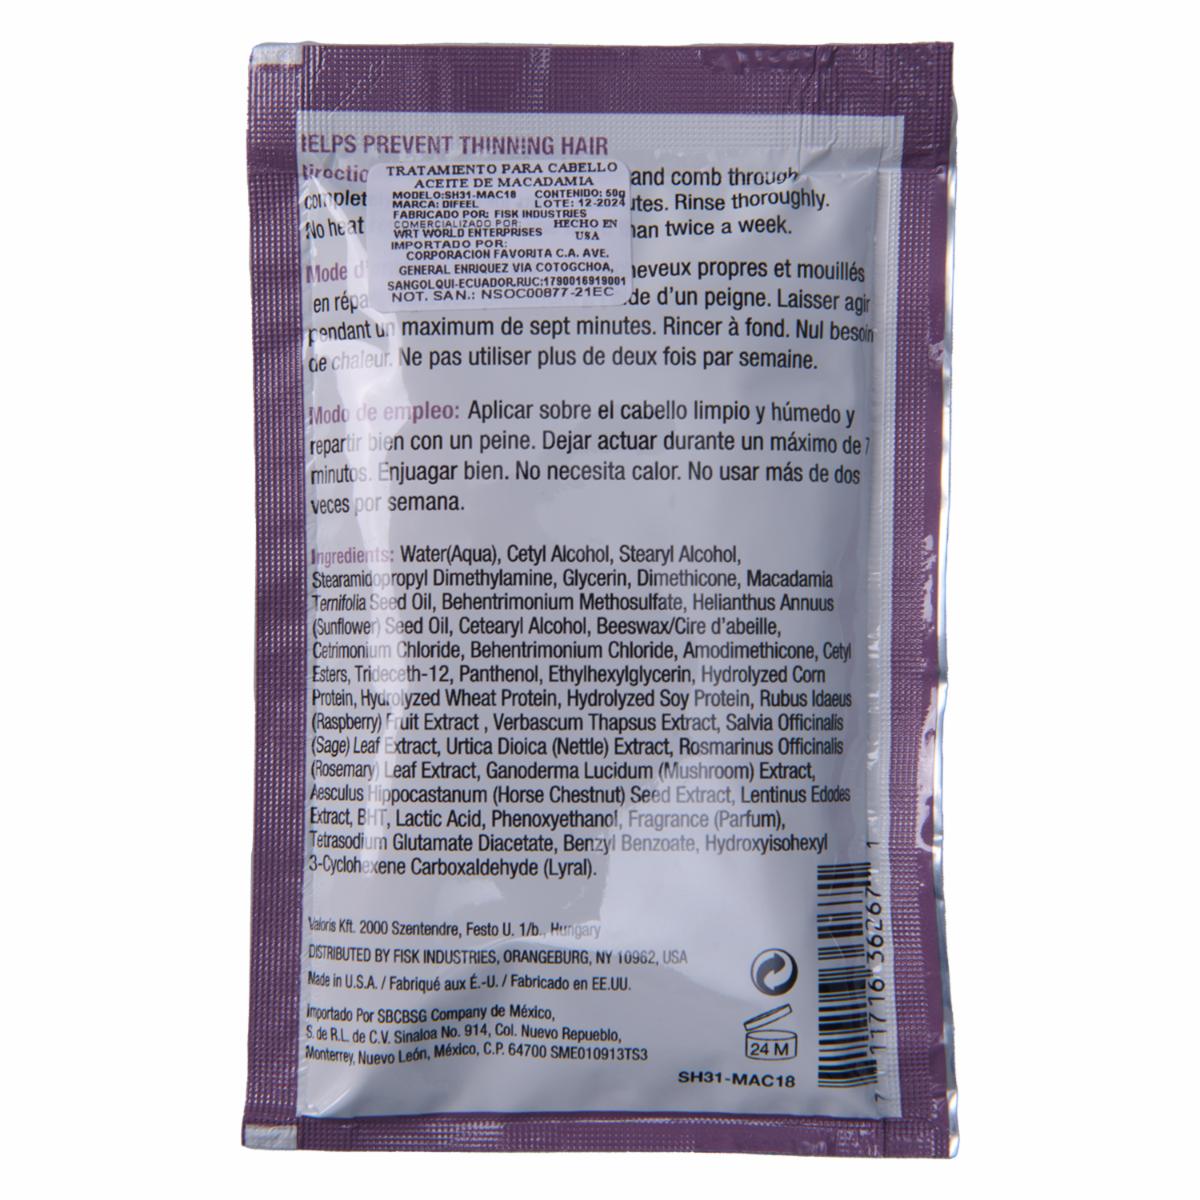 HELPS PREVENT THINNING HAIR
and comb through
utes. Rinse thoroughly.
No heat
an twice a week.
TRATAMIENTO PARA CABELLO
ACEITE DE MACADAMIA
MODELO:SH31-MAC18 CONTENIDO: 50g
MARCA: DIFEEL LOTE: 12-2024
FABRICADO POR: FISK INDUSTRIES
COMERCIALIZADO POR: HECHO EN
WRT WORLD ENTERPRISES USA
IMPORTADO POR:
CORPORACION FAVORITA C.A. AVE.
GENERAL ENRIQUEZ VIA COTOGCHOA,
SANGOLQUI-ECUADOR.RUC:1790016919001
NOT. SAN.: NSOC00877-21EC
Mode d'
cheveux propres et mouillés
en répa
de d'un peigne. Laisser agir
pendant un maximum de sept minutes. Rincer à fond. Nul besoin
de chaleur. Ne pas utiliser plus de deux fois par semaine.
Modo de empleo: Aplicar sobre el cabello limpio y húmedo y
repartir bien con un peine. Dejar actuar durante un máximo de 7
minutos. Enjuagar bien. No necesita calor. No usar más de dos
veces por semana.
Ingredients: Water(Aqua), Cetyl Alcohol, Stearyl Alcohol,
Stearamidopropyl Dimethylamine, Glycerin, Dimethicone, Macadamia
Ternifolia Seed Oil, Behentrimonium Methosulfate, Helianthus Annuus
(Sunflower) Seed Oil, Cetearyl Alcohol, Beeswax/Cire d'abeille,
Cetrimonium Chloride, Behentrimonium Chloride, Amodimethicone, Cetyl
Esters, Trideceth-12, Panthenol, Ethylhexylglycerin, Hydrolyzed Corn
Protein, Hydrolyzed Wheat Protein, Hydrolyzed Soy Protein, Rubus Idaeus
(Raspberry) Fruit Extract , Verbascum Thapsus Extract, Salvia Officinalis
(Sage) Leaf Extract, Urtica Dioica (Nettle) Extract, Rosmarinus Officinalis
(Rosemary) Leaf Extract, Ganoderma Lucidum (Mushroom) Extract,
Aesculus Hippocastanum (Horse Chestnut) Seed Extract, Lentinus Edodes
Extract, BHT, Lactic Acid, Phenoxyethanol, Fragrance (Parfum),
Tetrasodium Glutamate Diacetate, Benzyl Benzoate, Hydroxyisohexyl
3-Cyclohexene Carboxaldehyde (Lyral).
Valoris Kft. 2000 Szentendre, Festo U. 1/b., Hungary
DISTRIBUTED BY FISK INDUSTRIES, ORANGEBURG, NY 10962, USA
Made in U.S.A. / Fabriqué aux É.-U. / Fabricado en EE.UU.
Importado Por SBCBSG Company de México,
S. de R.L. de C.V. Sinaloa No. 914, Col. Nuevo Repueblo,
Monterrey, Nuevo León, México, C.P. 64700 SME010913TS3
24 M
SH31-MAC18
7 11716 36267 1